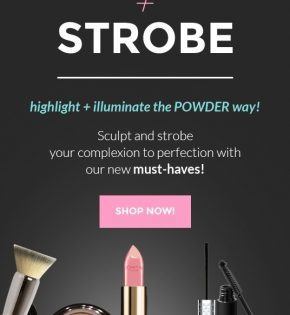 +
STROBE
highlight + illuminate the POWDER way!
Sculpt and strobe
your complexion to perfection with
our new must-haves!
SHOP NOW!